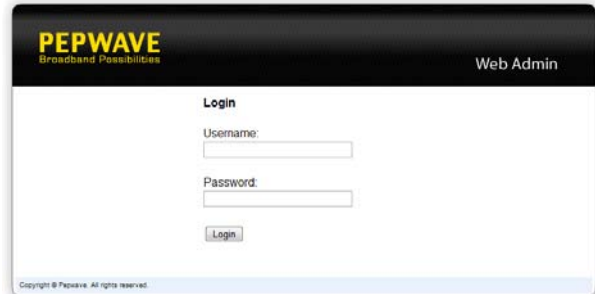 PEPWAVE
Broadband Possibilities
Web Admin
Login
Username:
Password:
Login
Copyright © Pepwave. All rights reserved.